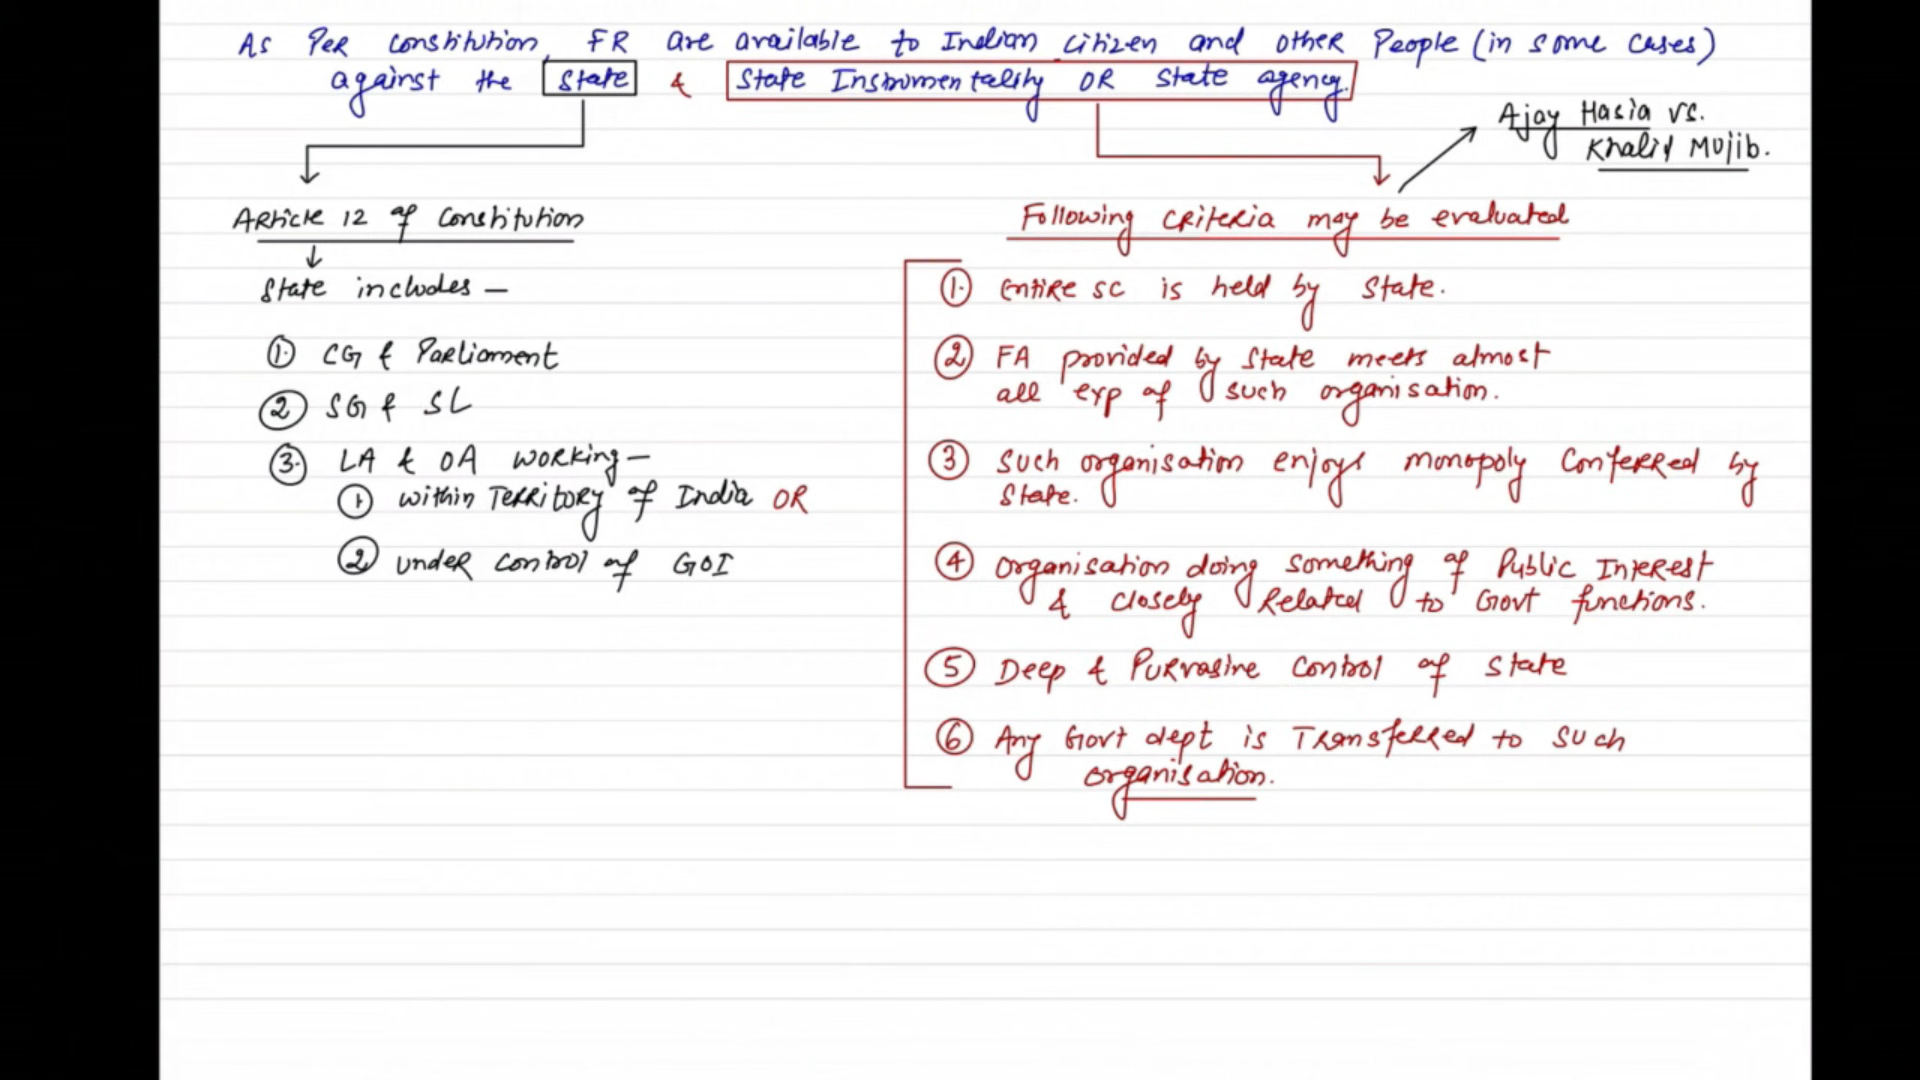 As Per constitution, FR are available to Indian citizen and other People (in some cases)
against the State & State Instrumentality OR State agency.
Ajay Hasia vs.
Khalid Mujib.
Article 12 of Constitution
State includes —
1. CG & Parliament
2 SG & SL
3. LA & OA working —
1 within Territory of India OR
2 under control of GOI
Following criteria may be evaluated
1. Entire SC is held by State.
2 FA provided by State meets almost
all exp of such organisation.
3 Such organisation enjoys monopoly Conferred by
State.
4 Organisation doing something of Public Interest
& closely Related to Govt functions.
5 Deep & Purvasive Control of State
6 Any Govt dept is Transferred to such
organisation.